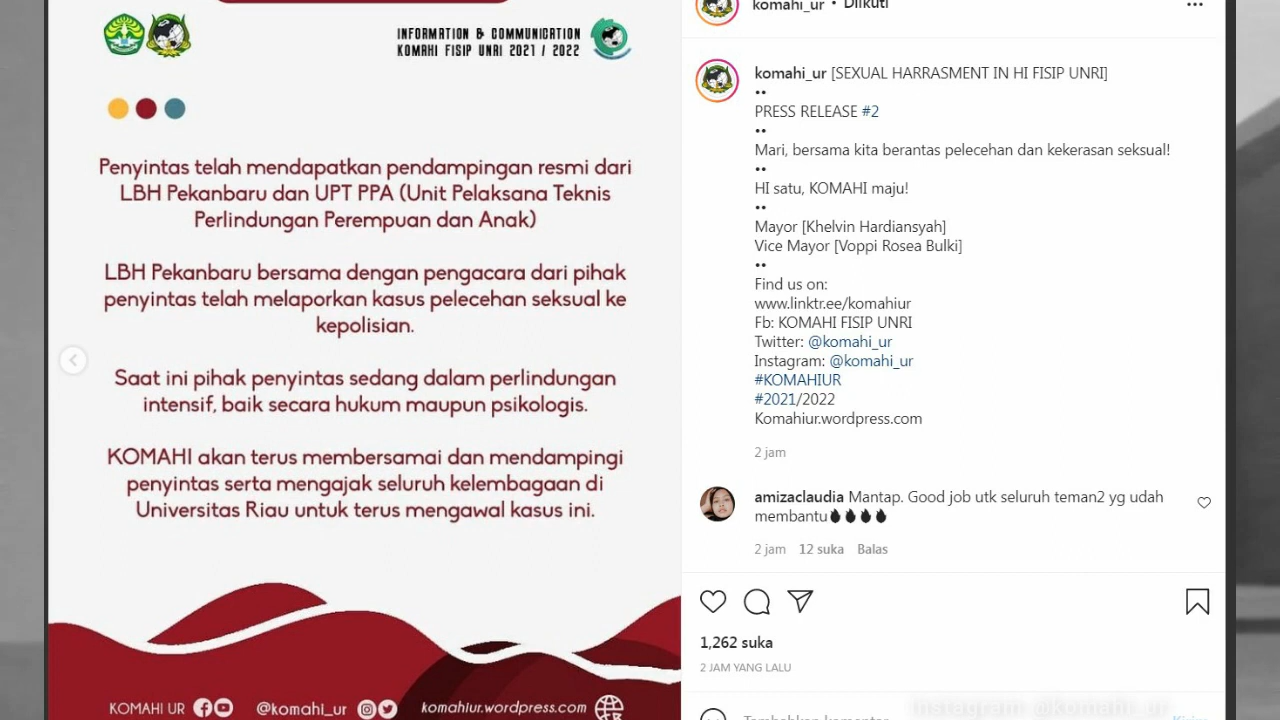 INFORMATION & COMMUNICATION
KOMAHI FISIP UNRI 2021 / 2022
Penyintas telah mendapatkan pendampingan resmi dari
LBH Pekanbaru dan UPT PPA (Unit Pelaksana Teknis
Perlindungan Perempuan dan Anak)
LBH Pekanbaru bersama dengan pengacara dari pihak
penyintas telah melaporkan kasus pelecehan seksual ke
kepolisian.
Saat ini pihak penyintas sedang dalam perlindungan
intensif, baik secara hukum maupun psikologis.
KOMAHI akan terus membersamai dan mendampingi
penyintas serta mengajak seluruh kelembagaan di
Universitas Riau untuk terus mengawal kasus ini.
KOMAHI UR
@komahi_ur
komahiur.wordpress.com
komahi_ur • Diikuti
komahi_ur [SEXUAL HARRASMENT IN HI FISIP UNRI]
••
PRESS RELEASE #2
••
Mari, bersama kita berantas pelecehan dan kekerasan seksual!
••
HI satu, KOMAHI maju!
••
Mayor [Khelvin Hardiansyah]
Vice Mayor [Voppi Rosea Bulki]
••
Find us on:
www.linktr.ee/komahiur
Fb: KOMAHI FISIP UNRI
Twitter: @komahi_ur
Instagram: @komahi_ur
#KOMAHIUR
#2021/2022
Komahiur.wordpress.com
2 jam
amizaclaudia Mantap. Good job utk seluruh teman2 yg udah
membantu
2 jam 12 suka Balas
1,262 suka
2 JAM YANG LALU
Tambahkan komentar
Kirim
Instagram: @komahi_ur